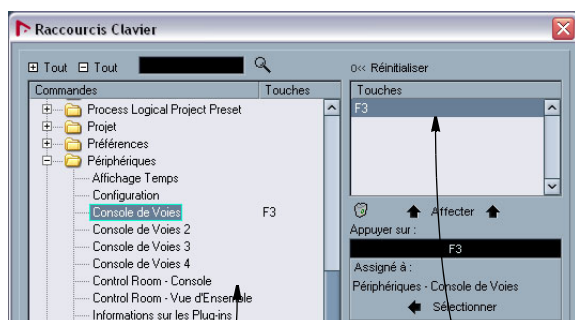 Raccourcis Clavier
Tout Tout
Réinitialiser
Commandes Touches
Touches
Process Logical Project Preset
F3
Projet
Préférences
Périphériques
Affichage Temps
Configuration
Console de Voies F3
Affecter
Console de Voies 2
Appuyer sur :
Console de Voies 3
F3
Console de Voies 4
Assigné à :
Control Room - Console
Périphériques - Console de Voies
Control Room - Vue d'Ensemble
Sélectionner
Informations sur les Plug-ins